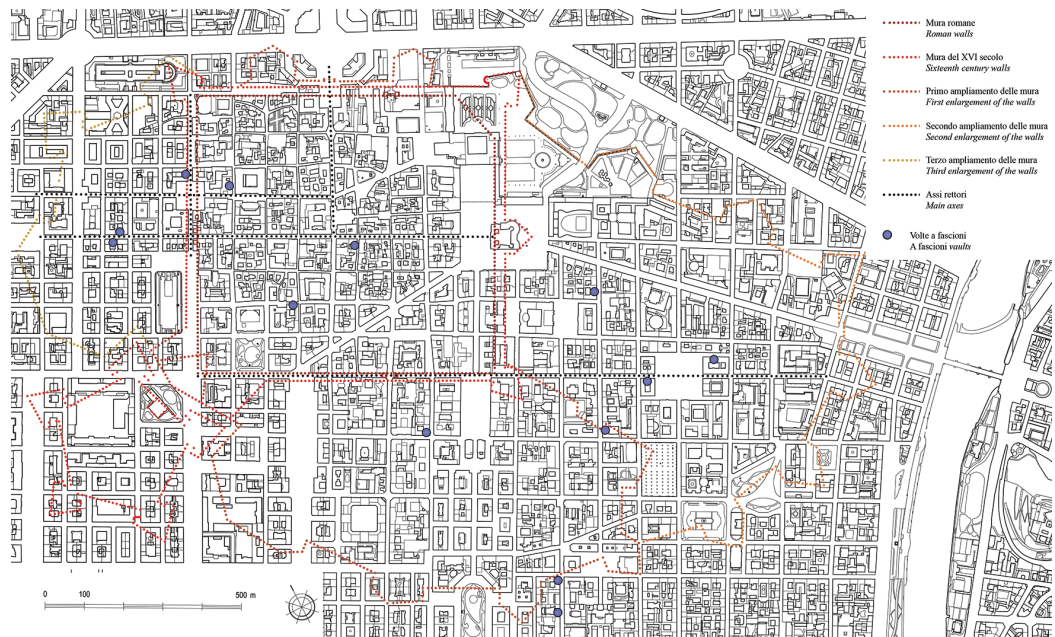 Mura romane
Roman walls
Mura del XVI secolo
Sixteenth century walls
Primo ampliamento delle mura
First enlargement of the walls
Secondo ampliamento delle mura
Second enlargement of the walls
Terzo ampliamento delle mura
Third enlargement of the walls
Assi rettori
Main axes
Volte a fascioni
A fascioni vaults
0 100 500 m